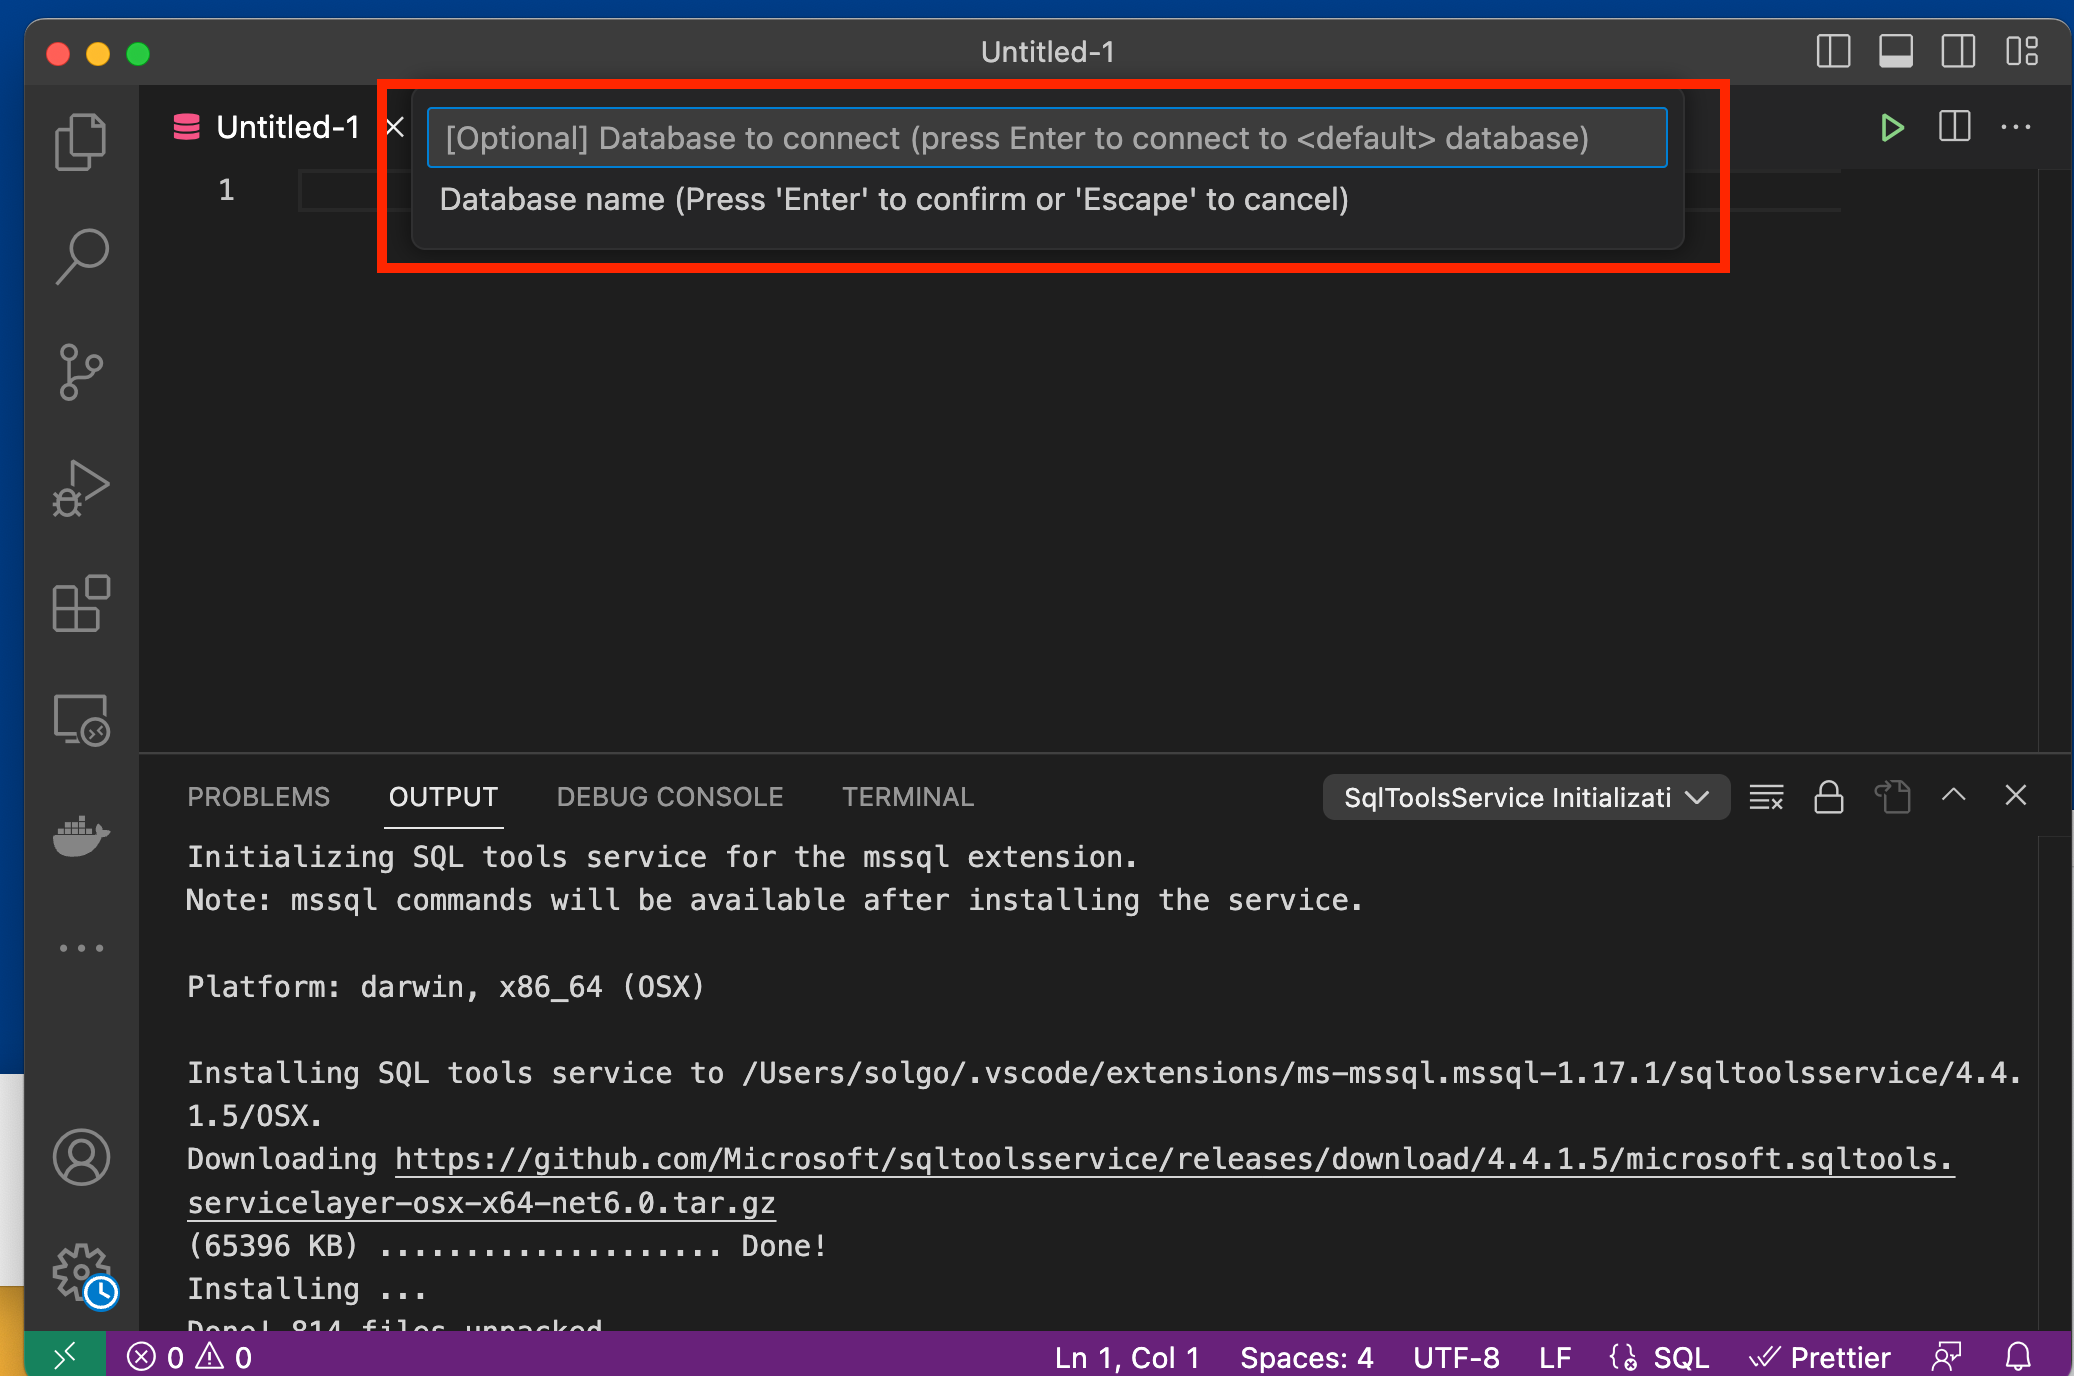 Untitled-1
Untitled-1
[Optional] Database to connect (press Enter to connect to <default> database)
Database name (Press 'Enter' to confirm or 'Escape' to cancel)
1
PROBLEMS OUTPUT DEBUG CONSOLE TERMINAL SqlToolsService Initializati
Initializing SQL tools service for the mssql extension.
Note: mssql commands will be available after installing the service.
Platform: darwin, x86_64 (OSX)
Installing SQL tools service to /Users/solgo/.vscode/extensions/ms-mssql.mssql-1.17.1/sqltoolsservice/4.4.
1.5/OSX.
Downloading https://github.com/Microsoft/sqltoolsservice/releases/download/4.4.1.5/microsoft.sqltools.
servicelayer-osx-x64-net6.0.tar.gz
(65396 KB) .................... Done!
Installing ...
Done! 814 files unpacked.
0 0 Ln 1, Col 1 Spaces: 4 UTF-8 LF SQL Prettier